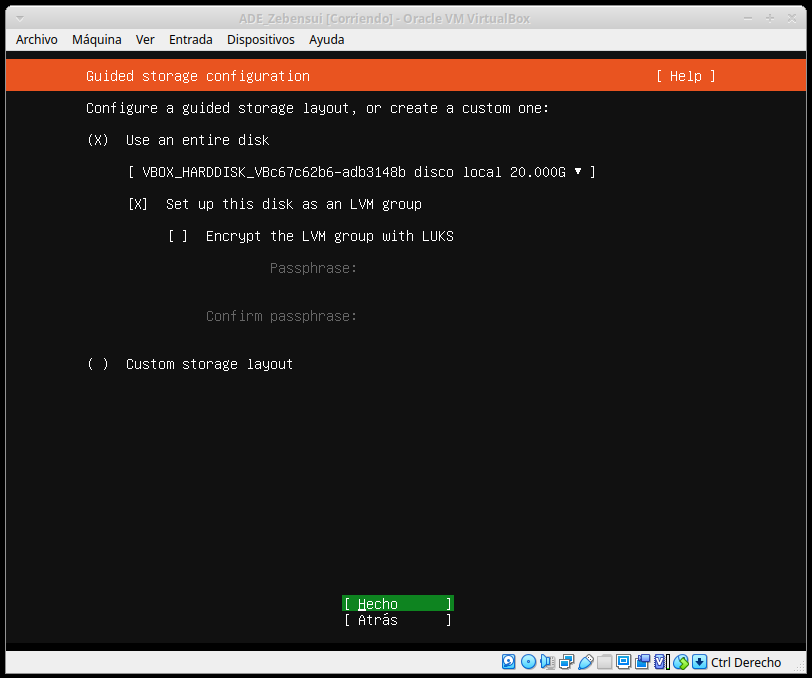 ADE_Zebensui [Corriendo] - Oracle VM VirtualBox
Archivo Máquina Ver Entrada Dispositivos Ayuda
Guided storage configuration [ Help ]
Configure a guided storage layout, or create a custom one:
(X) Use an entire disk
[ VBOX_HARDDISK_VBc67c62b6-adb3148b disco local 20.000G ▾ ]
[X] Set up this disk as an LVM group
[ ] Encrypt the LVM group with LUKS
Passphrase:
Confirm passphrase:
( ) Custom storage layout
[ Hecho ]
[ Atrás ]
Ctrl Derecho